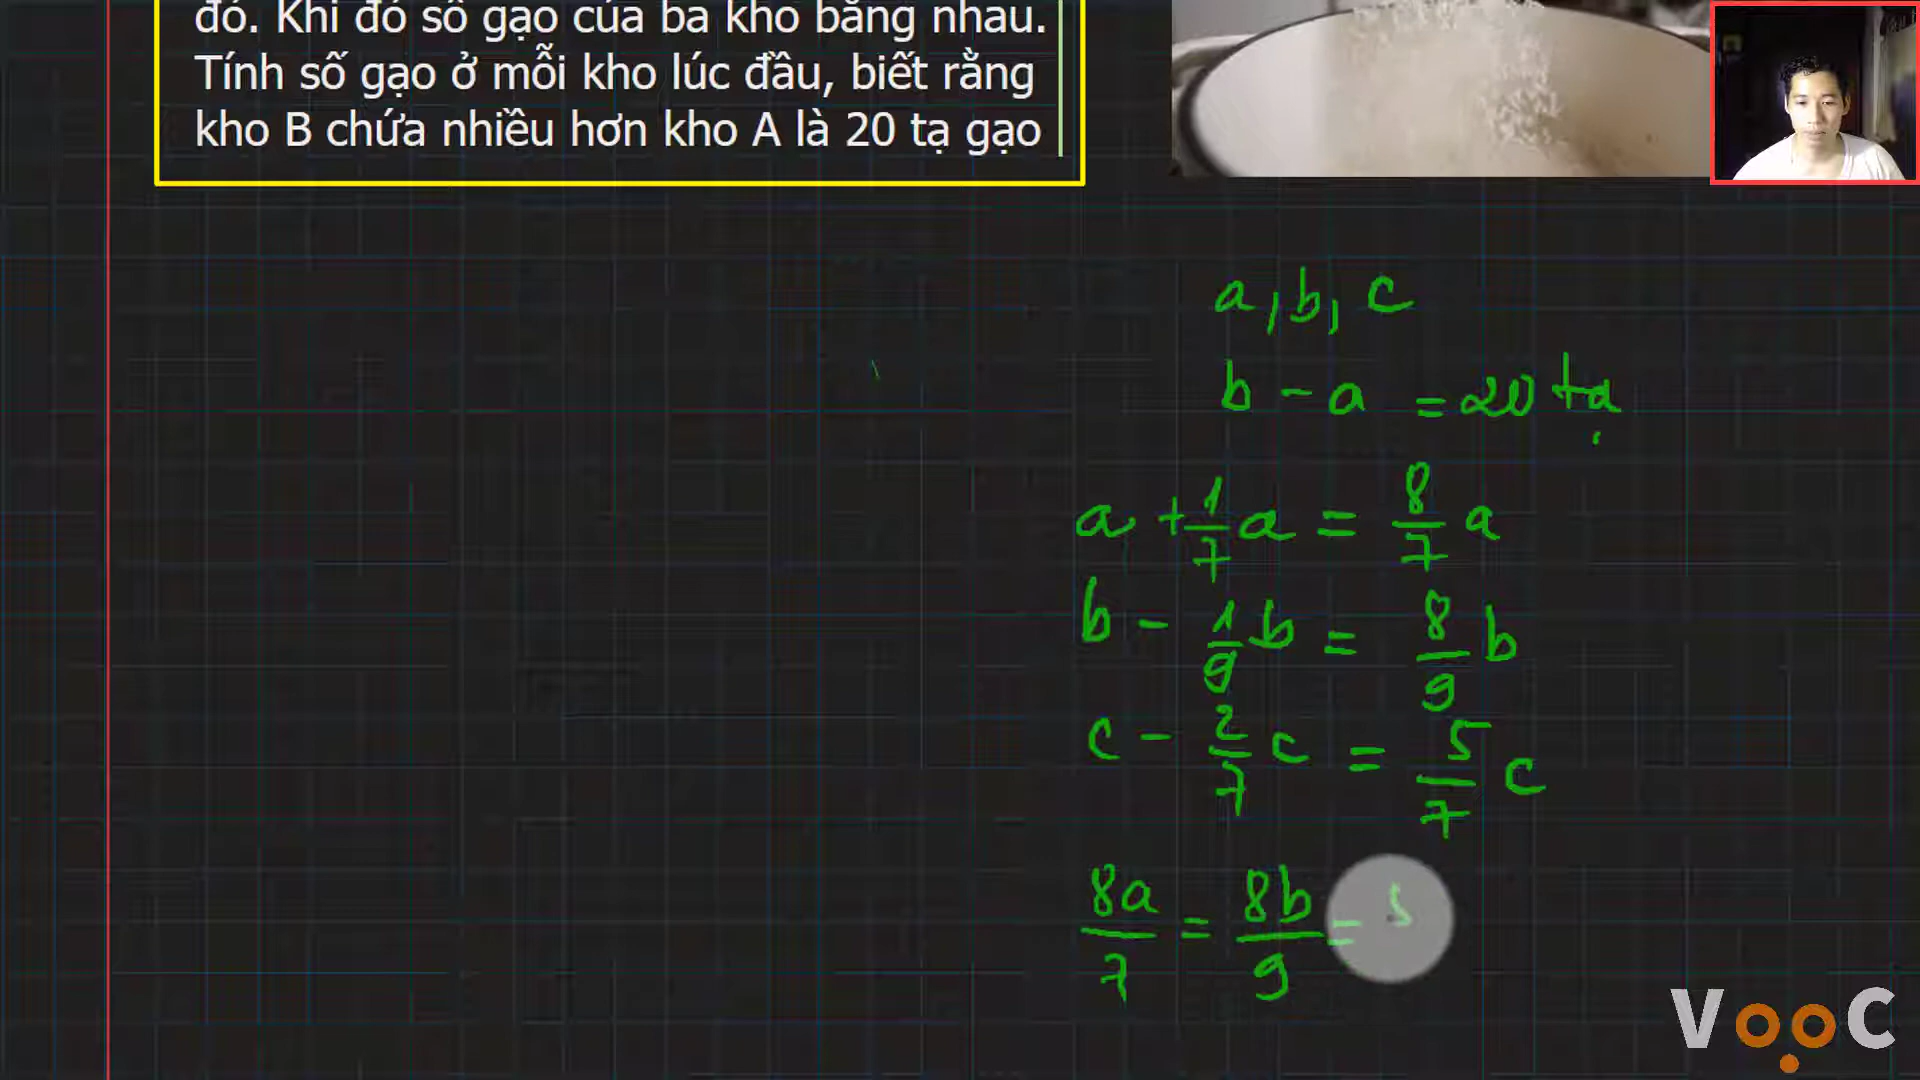 đó. Khi đó số gạo của ba kho bằng nhau.
Tính số gạo ở mỗi kho lúc đầu, biết rằng
kho B chứa nhiều hơn kho A là 20 tạ gạo
a, b, c
b - a = 20 tạ
a + 1/7 a = 8/7 a
b - 1/9 b = 8/9 b
c - 2/7 c = 5/7 c
8a/7 = 8b/9 = 5
VooC